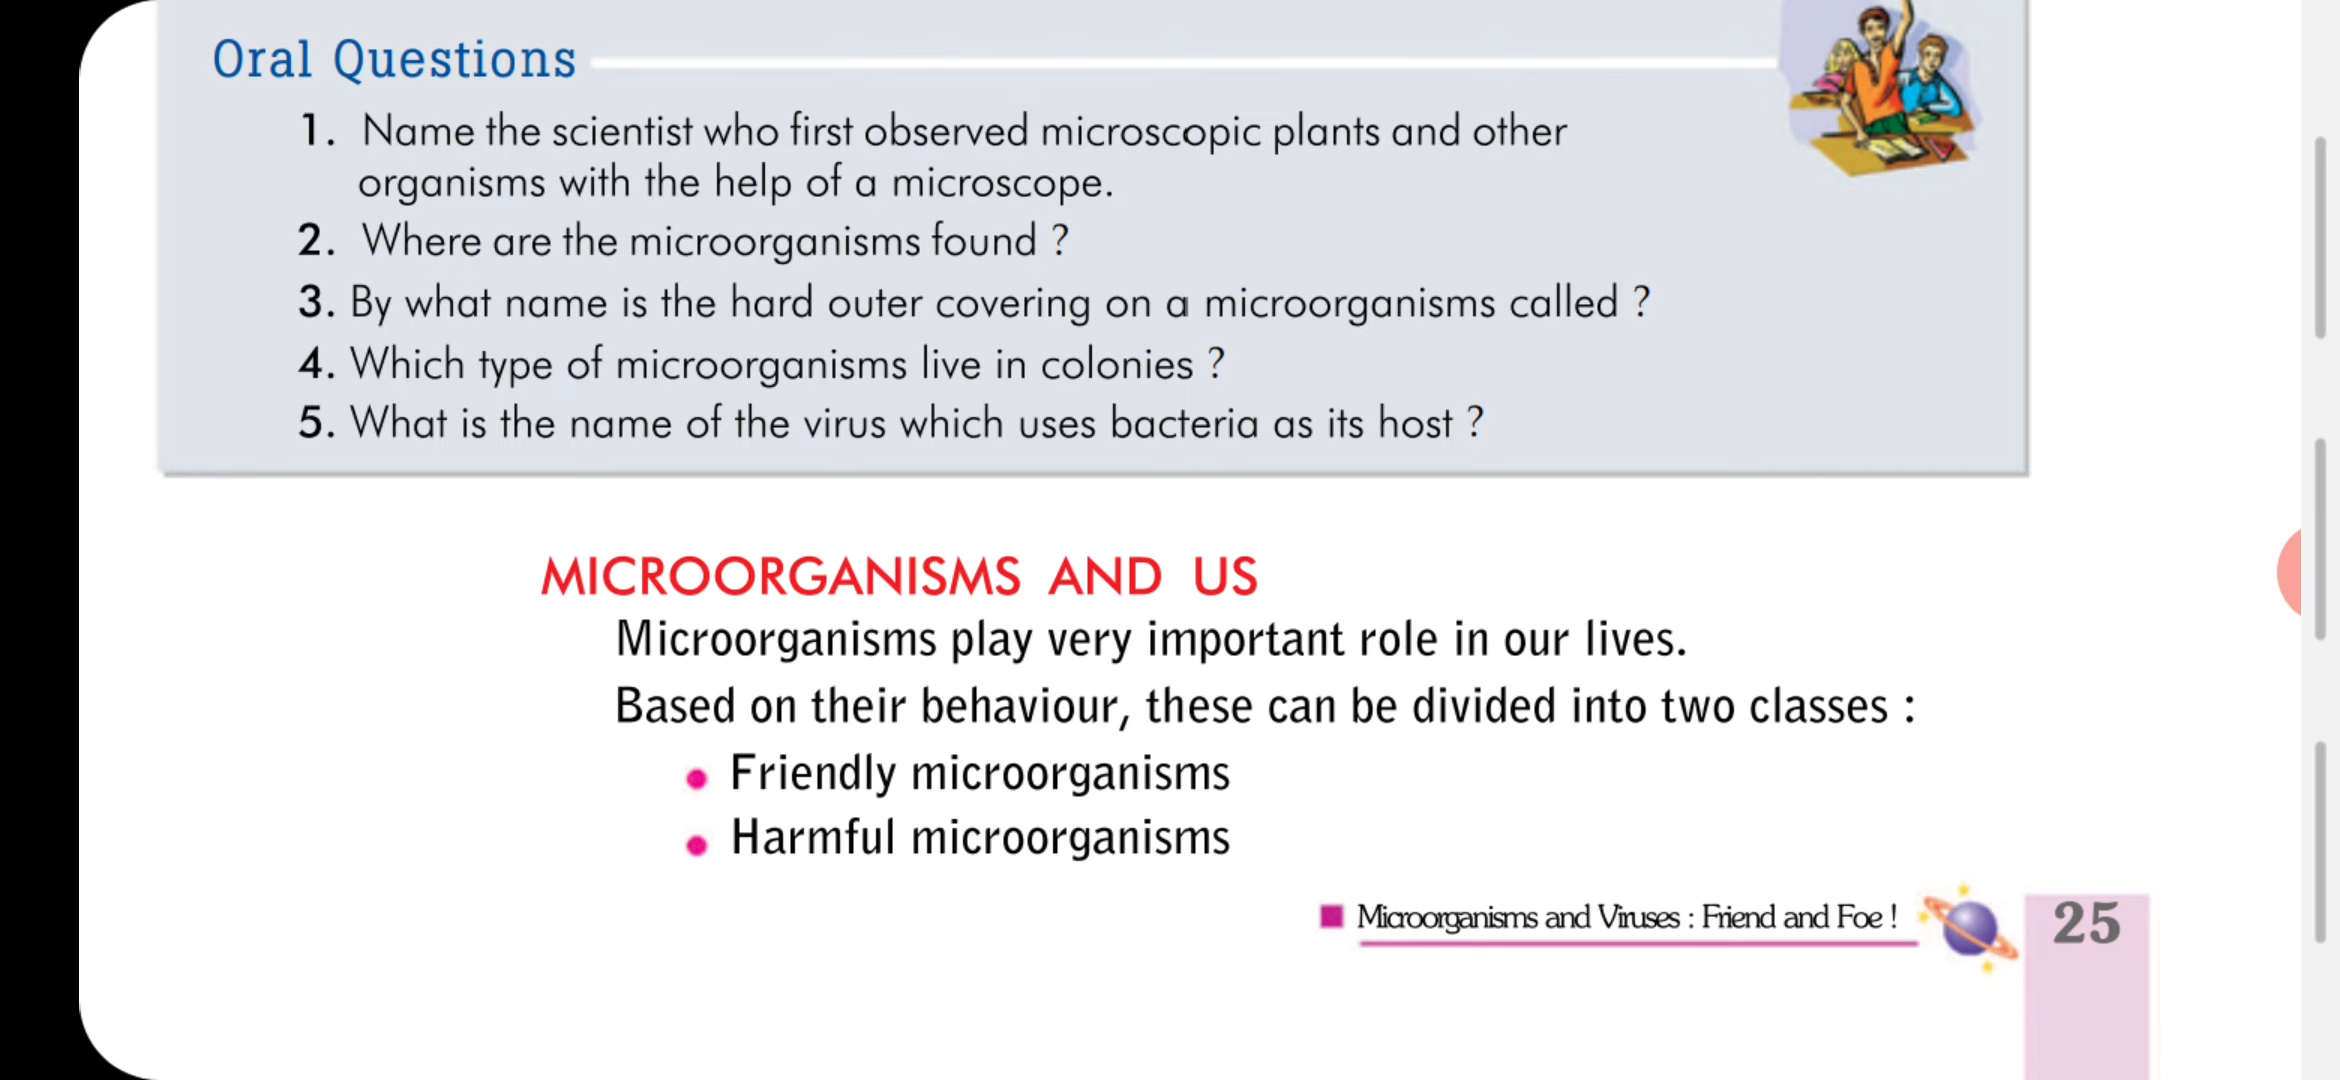 Oral Questions
1. Name the scientist who first observed microscopic plants and other
organisms with the help of a microscope.
2. Where are the microorganisms found ?
3. By what name is the hard outer covering on a microorganisms called ?
4. Which type of microorganisms live in colonies ?
5. What is the name of the virus which uses bacteria as its host ?
MICROORGANISMS AND US
Microorganisms play very important role in our lives.
Based on their behaviour, these can be divided into two classes :
• Friendly microorganisms
• Harmful microorganisms
■ Microorganisms and Viruses : Friend and Foe !
25